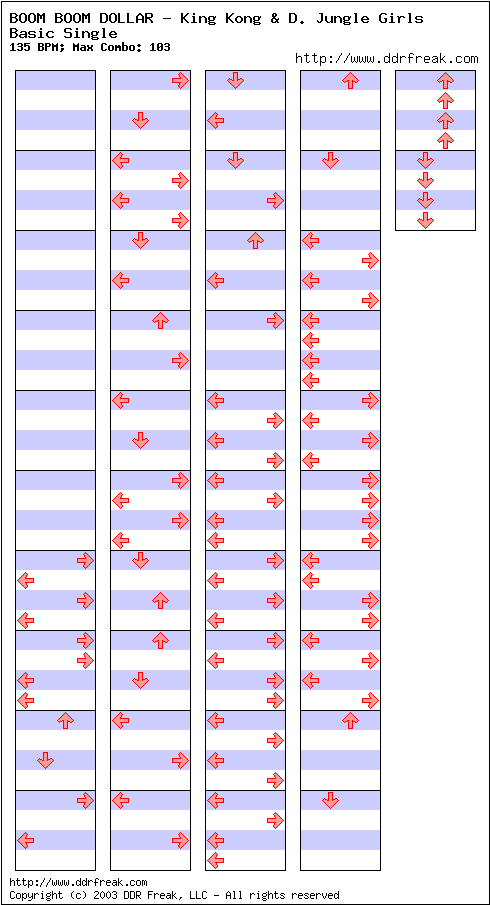 BOOM BOOM DOLLAR - King Kong & D. Jungle Girls
Basic Single
135 BPM; Max Combo: 103
http://www.ddrfreak.com
http://www.ddrfreak.com
Copyright (c) 2003 DDR Freak, LLC - All rights reserved